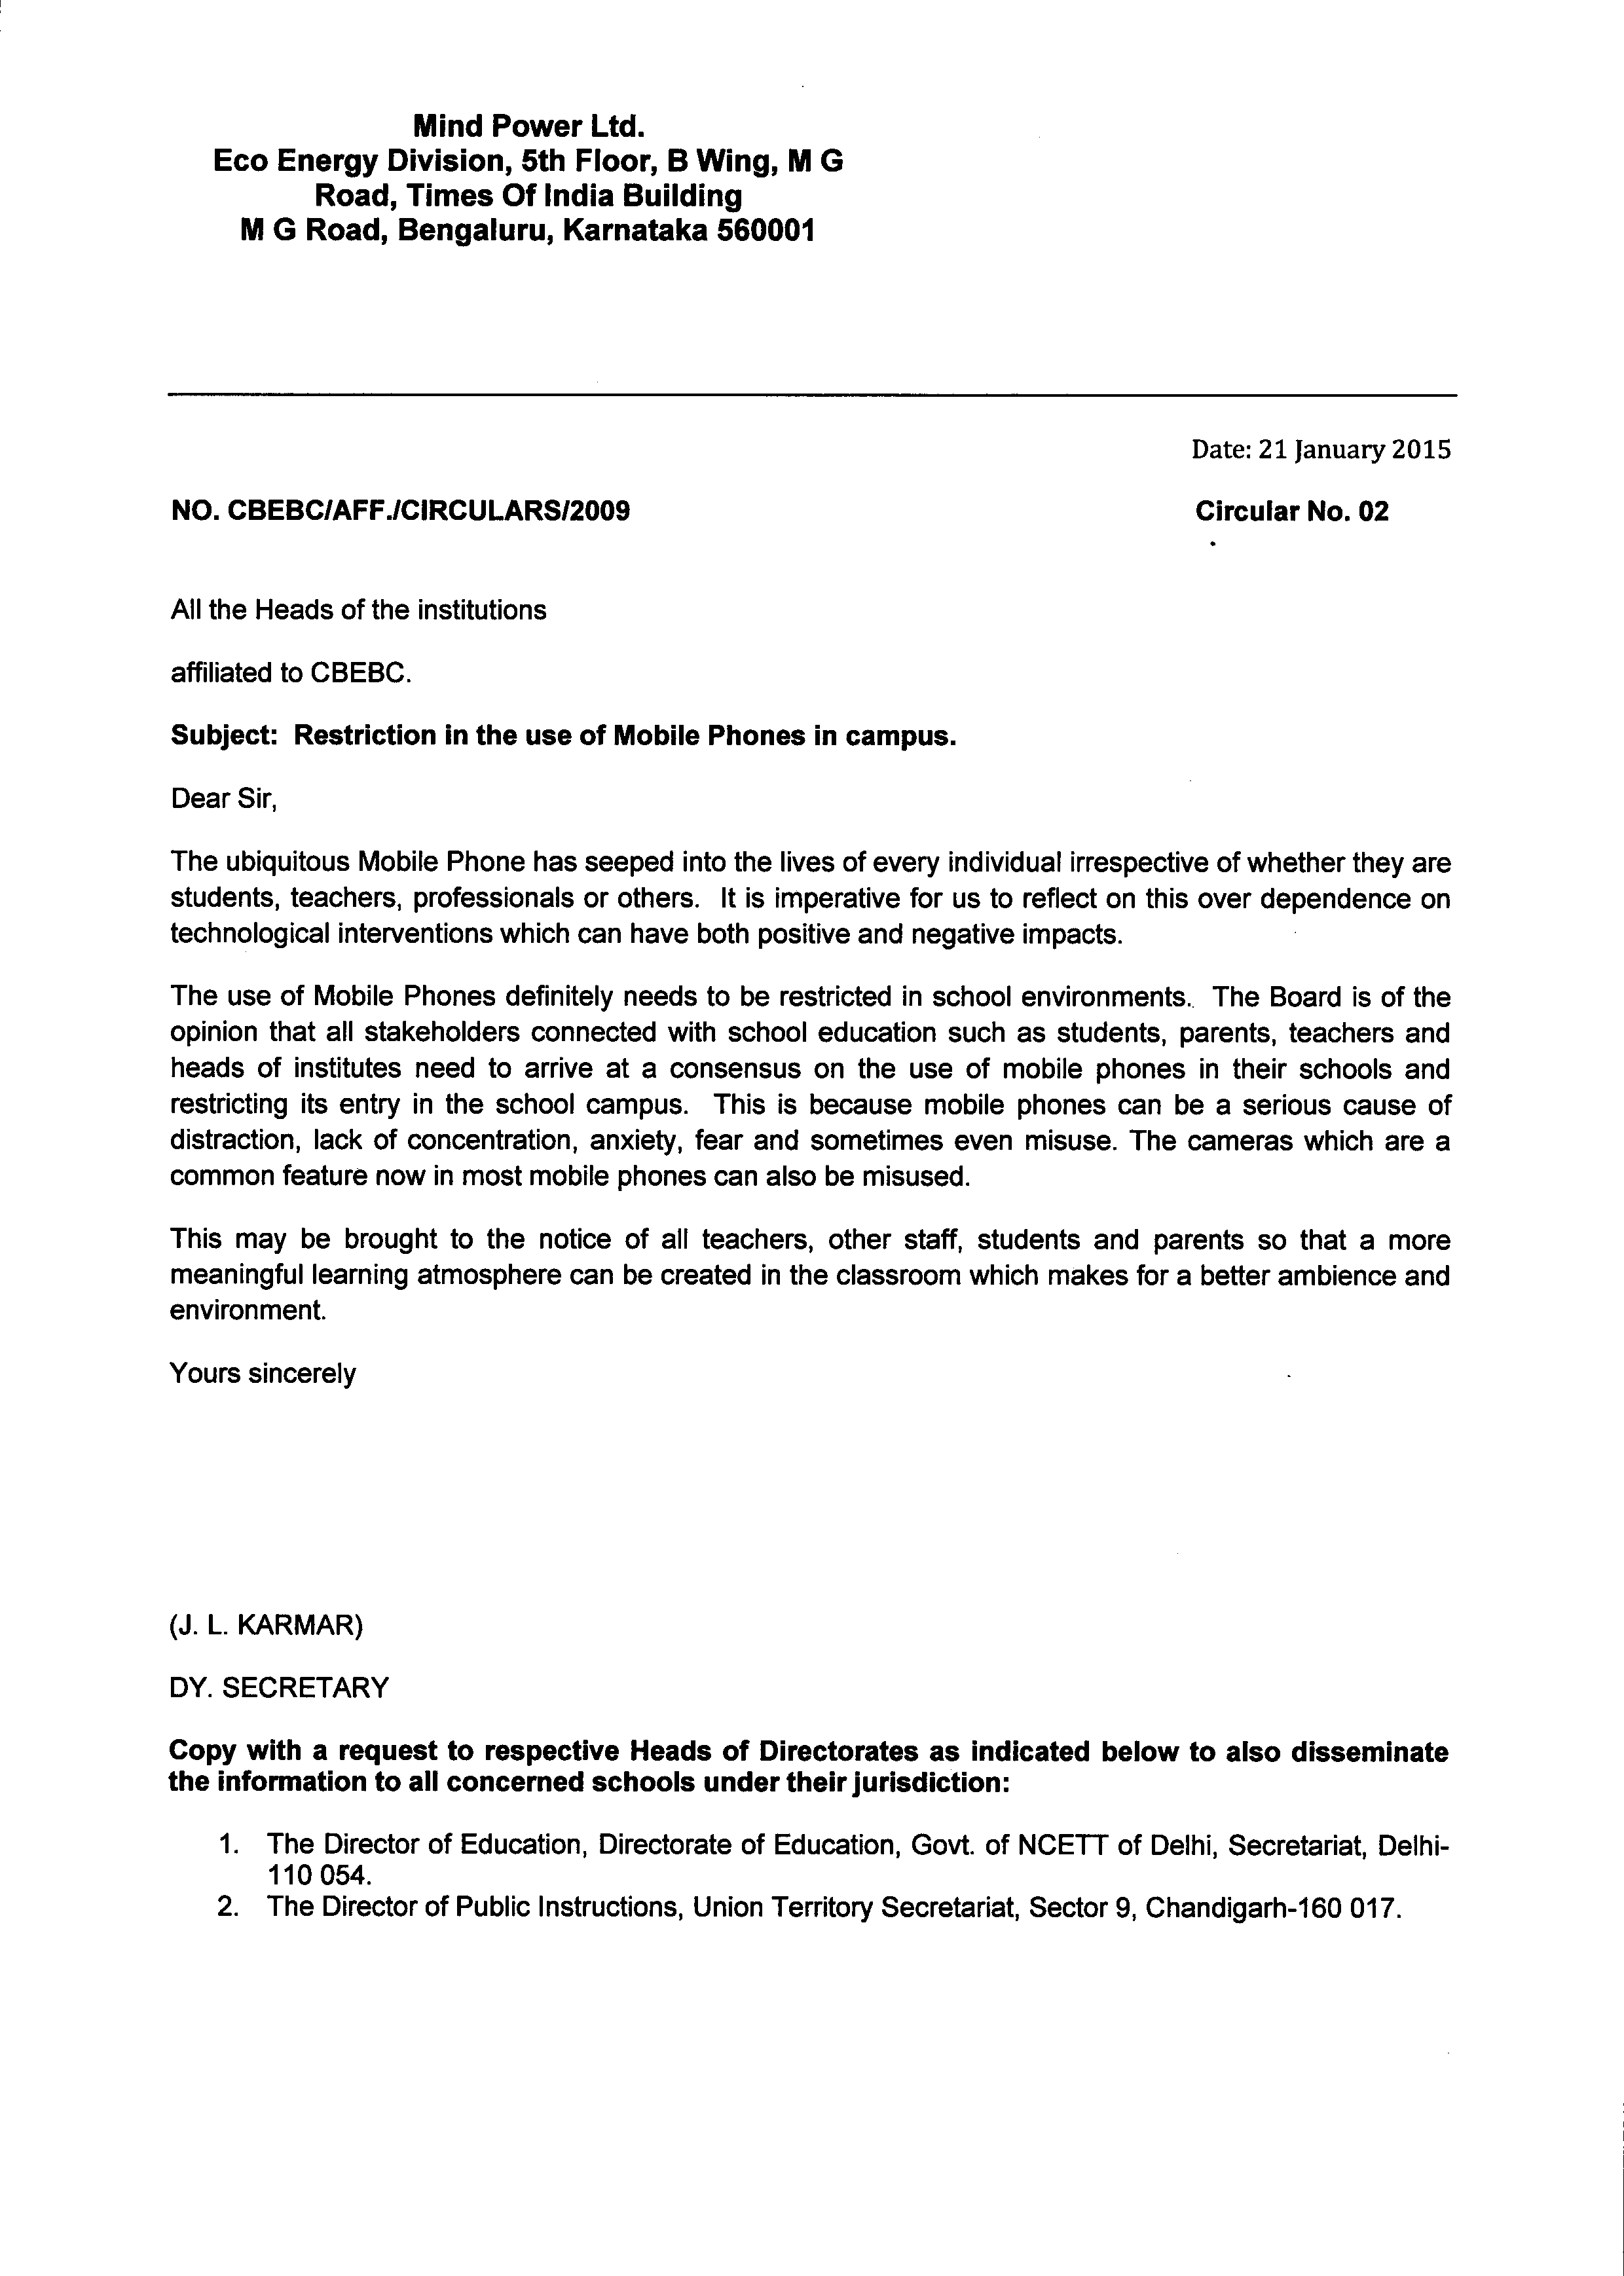 Mind Power Ltd.
Eco Energy Division, 5th Floor, B Wing, M G
Road, Times Of India Building
M G Road, Bengaluru, Karnataka 560001
Date: 21 January 2015
NO. CBEBC/AFF./CIRCULARS/2009 Circular No. 02
All the Heads of the institutions
affiliated to CBEBC.
Subject: Restriction in the use of Mobile Phones in campus.
Dear Sir,
The ubiquitous Mobile Phone has seeped into the lives of every individual irrespective of whether they are
students, teachers, professionals or others. It is imperative for us to reflect on this over dependence on
technological interventions which can have both positive and negative impacts.
The use of Mobile Phones definitely needs to be restricted in school environments. The Board is of the
opinion that all stakeholders connected with school education such as students, parents, teachers and
heads of institutes need to arrive at a consensus on the use of mobile phones in their schools and
restricting its entry in the school campus. This is because mobile phones can be a serious cause of
distraction, lack of concentration, anxiety, fear and sometimes even misuse. The cameras which are a
common feature now in most mobile phones can also be misused.
This may be brought to the notice of all teachers, other staff, students and parents so that a more
meaningful learning atmosphere can be created in the classroom which makes for a better ambience and
environment.
Yours sincerely
(J. L. KARMAR)
DY. SECRETARY
Copy with a request to respective Heads of Directorates as indicated below to also disseminate
the information to all concerned schools under their jurisdiction:
1. The Director of Education, Directorate of Education, Govt. of NCETT of Delhi, Secretariat, Delhi-
110 054.
2. The Director of Public Instructions, Union Territory Secretariat, Sector 9, Chandigarh-160 017.